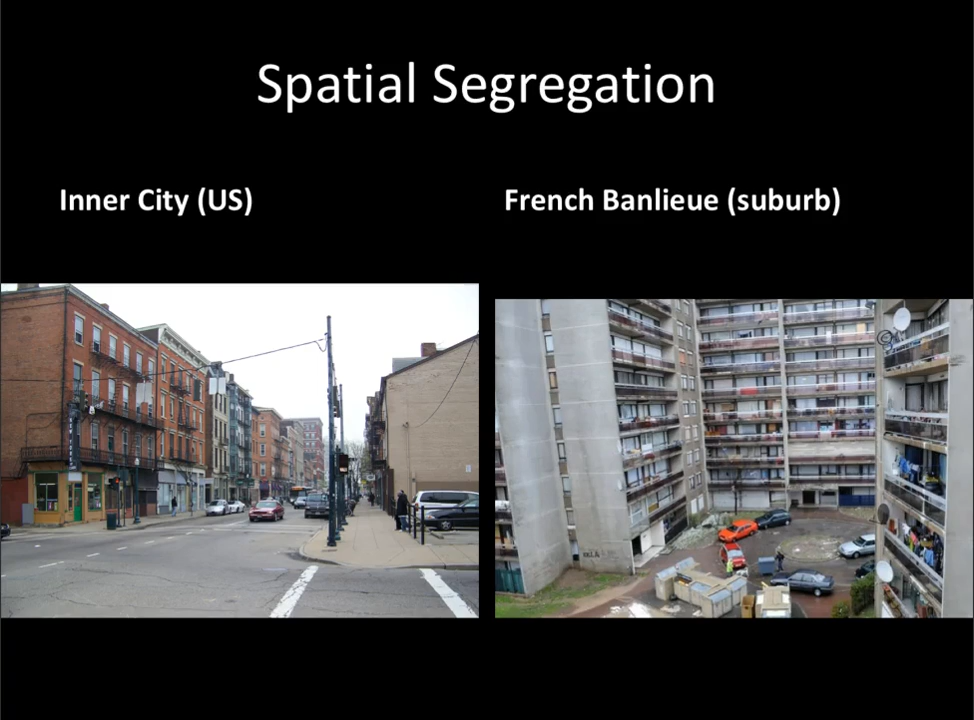 Spatial Segregation
Inner City (US)
French Banlieue (suburb)